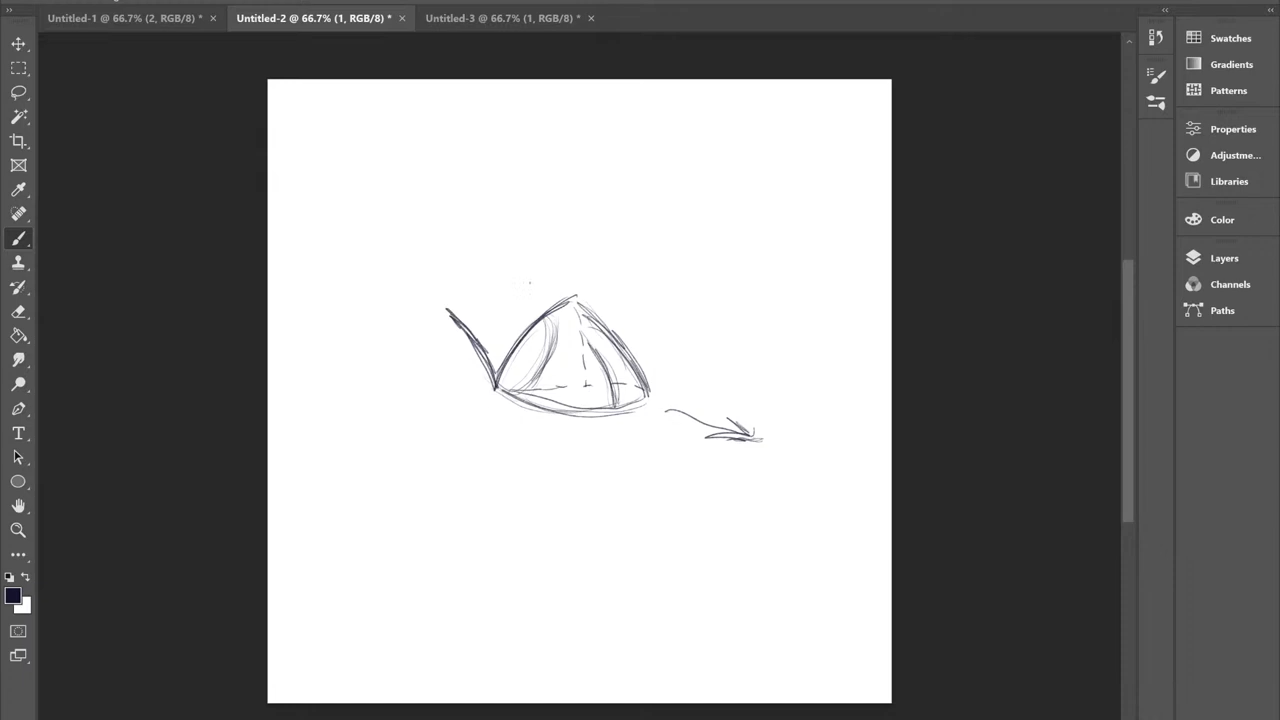 Untitled-1 @ 66.7% (2, RGB/8) *
Untitled-2 @ 66.7% (1, RGB/8) *
Untitled-3 @ 66.7% (1, RGB/8) *
Swatches
Gradients
Patterns
Properties
Adjustme...
Libraries
Color
Layers
Channels
Paths